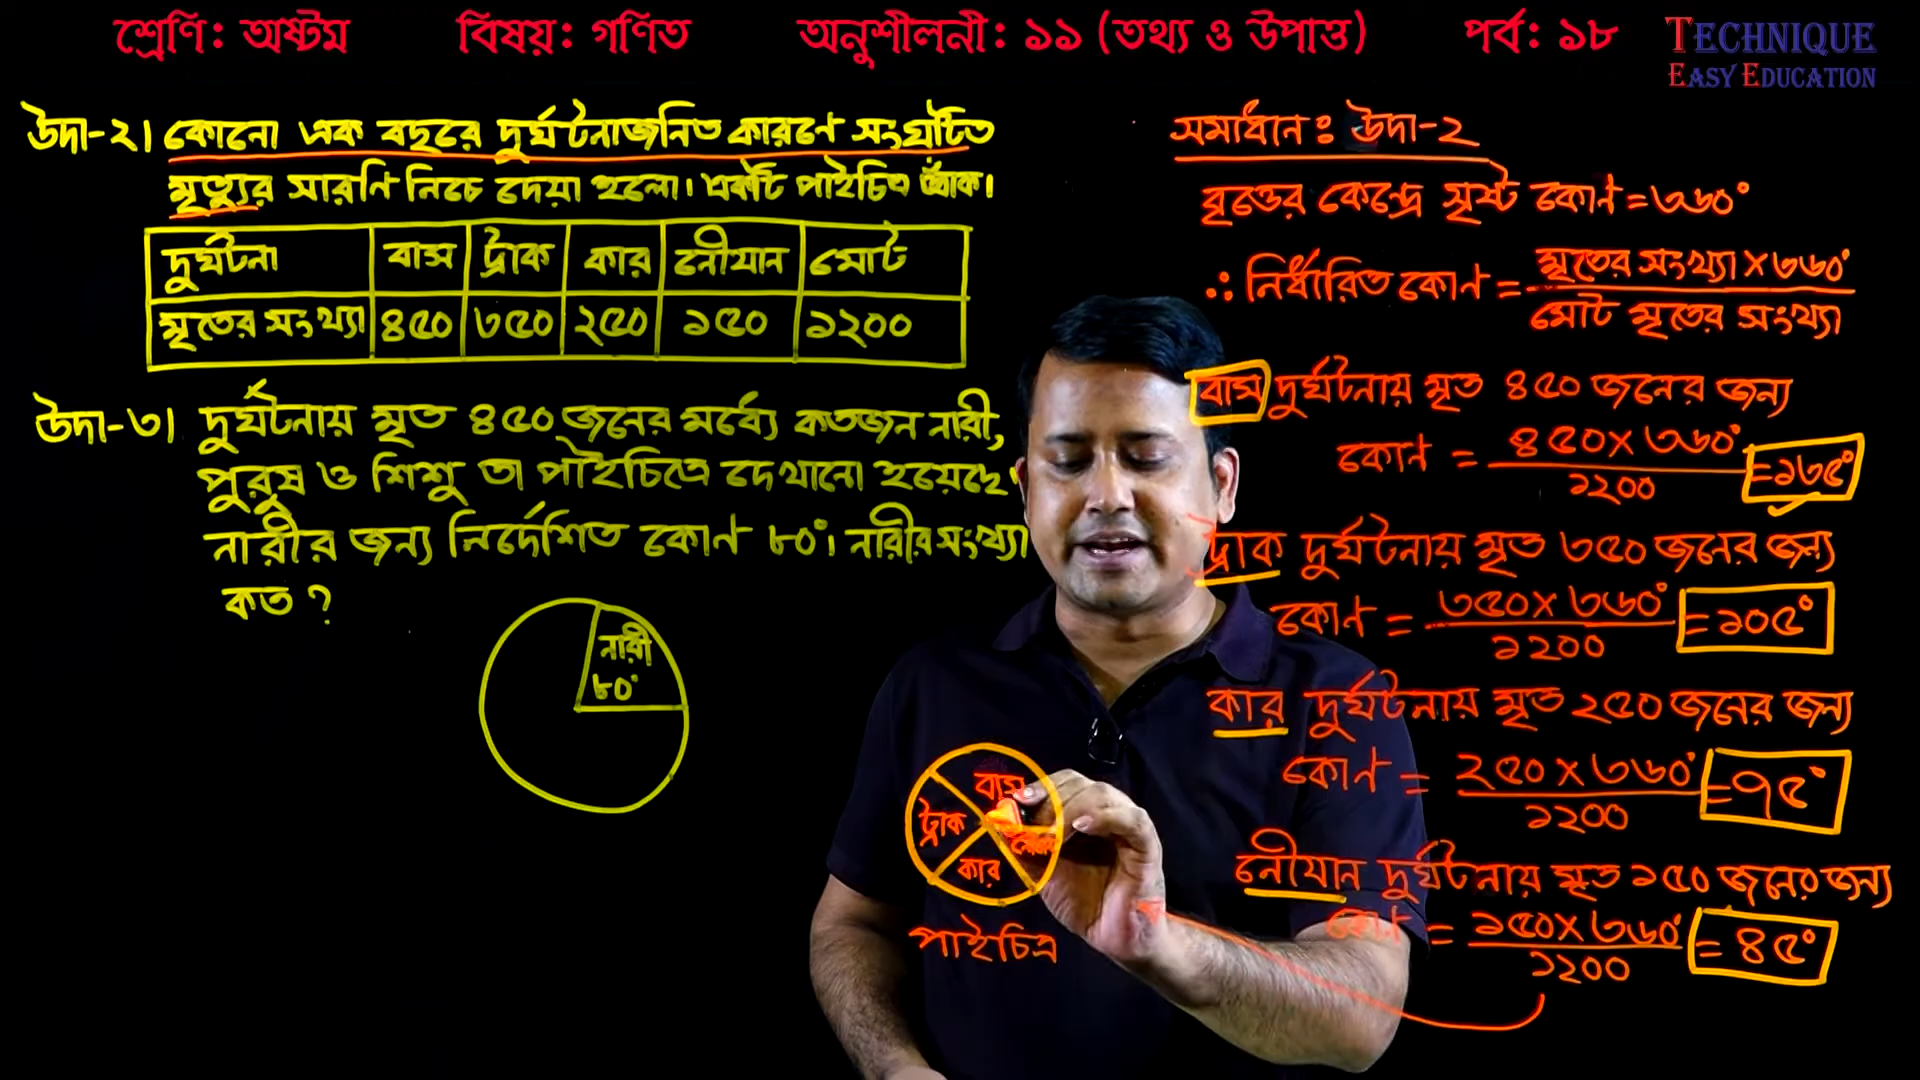 শ্রেণি: অষ্টম বিষয়: গণিত অনুশীলনী: ১১ (তথ্য ও উপাত্ত) পর্ব: ১৮
TECHNIQUE
EASY EDUCATION
উদা-২। কোনো এক বছরে দুর্ঘটনাজনিত কারণে সংঘটিত
মৃত্যুর সারণি নিচে দেয়া হলো। একটি পাইচিত্র আঁক।
দুর্ঘটনা বাস ট্রাক কার নৌযান মোট
মৃতের সংখ্যা ৪৫০ ৩৫০ ২৫০ ১৫০ ১২০০
উদা-৩। দুর্ঘটনায় মৃত ৪৫০ জনের মধ্যে কতজন নারী,
পুরুষ ও শিশু তা পাইচিত্রে দেখানো হয়েছে।
নারীর জন্য নির্দেশিত কোণ ৮০°। নারীর সংখ্যা
কত ?
নারী
৮০°
সমাধান: উদা-২
বৃত্তের কেন্দ্রে সৃষ্ট কোণ = ৩৬০°
∴ নির্ধারিত কোণ = মৃতের সংখ্যা × ৩৬০°
মোট মৃতের সংখ্যা
বাস দুর্ঘটনায় মৃত ৪৫০ জনের জন্য
কোণ = ৪৫০ × ৩৬০° = ১৩৫°
১২০০
ট্রাক দুর্ঘটনায় মৃত ৩৫০ জনের জন্য
কোণ = ৩৫০ × ৩৬০° = ১০৫°
১২০০
কার দুর্ঘটনায় মৃত ২৫০ জনের জন্য
কোণ = ২৫০ × ৩৬০° = ৭৫°
১২০০
নৌযান দুর্ঘটনায় মৃত ১৫০ জনের জন্য
কোণ = ১৫০ × ৩৬০° = ৪৫°
১২০০
বাস
ট্রাক
কার
পাইচিত্র